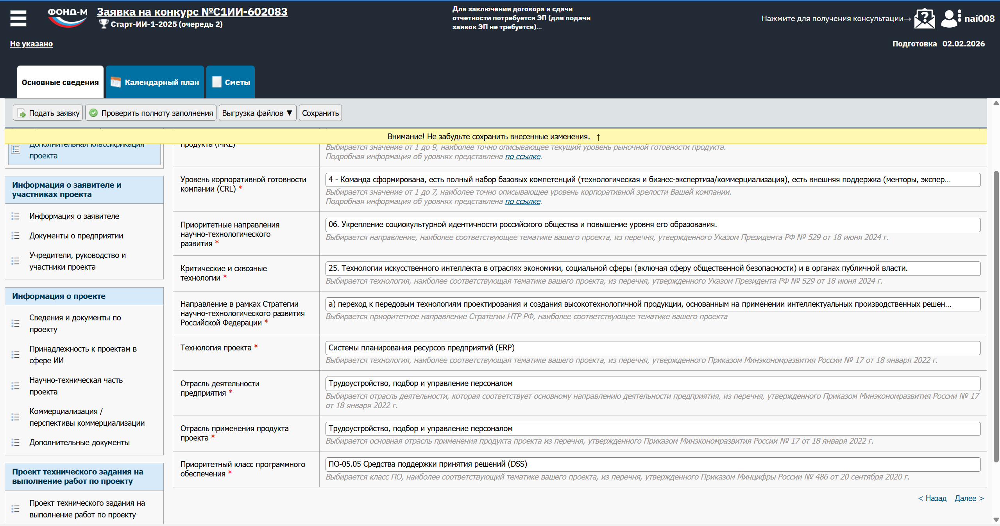 ФОНД-М
Заявка на конкурс №С1ИИ-602083
Старт-ИИ-1-2025 (очередь 2)
Для заключения договора и сдачи
отчетности потребуется ЭП (для подачи
заявок ЭП не требуется)...
Нажмите для получения консультации→
nai008
Не указано
Подготовка 02.02.2026
Основные сведения
Календарный план
Сметы
Подать заявку
Проверить полноту заполнения
Выгрузка файлов ▼
Сохранить
Внимание! Не забудьте сохранить внесенные изменения. ↑
Дополнительная классификация
проекта
Информация о заявителе и
участниках проекта
Информация о заявителе
Документы о предприятии
Учредители, руководство и
участники проекта
Информация о проекте
Сведения и документы по
проекту
Принадлежность к проектам в
сфере ИИ
Научно-техническая часть
проекта
Коммерциализация /
перспективы коммерциализации
Дополнительные документы
Проект технического задания на
выполнение работ по проекту
Проект технического задания на
выполнение работ по проекту
продукта (MRL)
Выбирается значение от 1 до 9, наиболее точно описывающее текущий уровень рыночной готовности продукта.
Подробная информация об уровнях представлена по ссылке.
Уровень корпоративной готовности
компании (CRL) *
4 - Команда сформирована, есть полный набор базовых компетенций (технологическая и бизнес-экспертиза/коммерциализация), есть внешняя поддержка (менторы, экспер...
Выбирается значение от 1 до 7, наиболее точно описывающее уровень корпоративной зрелости Вашей компании.
Подробная информация об уровнях представлена по ссылке.
Приоритетные направления
научно-технологического
развития *
06. Укрепление социокультурной идентичности российского общества и повышение уровня его образования.
Выбирается направление, наиболее соответствующее тематике вашего проекта, из перечня, утвержденного Указом Президента РФ № 529 от 18 июня 2024 г.
Критические и сквозные
технологии *
25. Технологии искусственного интеллекта в отраслях экономики, социальной сферы (включая сферу общественной безопасности) и в органах публичной власти.
Выбирается технология, наиболее соответствующая тематике вашего проекта, из перечня, утвержденного Указом Президента РФ № 529 от 18 июня 2024 г.
Направление в рамках Стратегии
научно-технологического развития
Российской Федерации *
а) переход к передовым технологиям проектирования и создания высокотехнологичной продукции, основанным на применении интеллектуальных производственных решен...
Выбирается приоритетное направление Стратегии НТР РФ, наиболее соответствующее тематике вашего проекта
Технология проекта *
Системы планирования ресурсов предприятий (ERP)
Выбирается технология, наиболее соответствующая тематике вашего проекта, из перечня, утвержденного Приказом Минэкономразвития России № 17 от 18 января 2022 г.
Отрасль деятельности
предприятия *
Трудоустройство, подбор и управление персоналом
Выбирается отрасль деятельности, которая соответствует основному направлению деятельности предприятия, из перечня, утвержденного Приказом Минэкономразвития России № 17
от 18 января 2022 г.
Отрасль применения продукта
проекта *
Трудоустройство, подбор и управление персоналом
Выбирается основная отрасль применения продукта проекта из перечня, утвержденного Приказом Минэкономразвития России № 17 от 18 января 2022 г.
Приоритетный класс программного
обеспечения *
ПО-05.05 Средства поддержки принятия решений (DSS)
Выбирается класс ПО, наиболее соответствующий тематике вашего проекта, из перечня, утвержденного Приказом Минцифры России № 486 от 20 сентября 2020 г.
< Назад Далее >